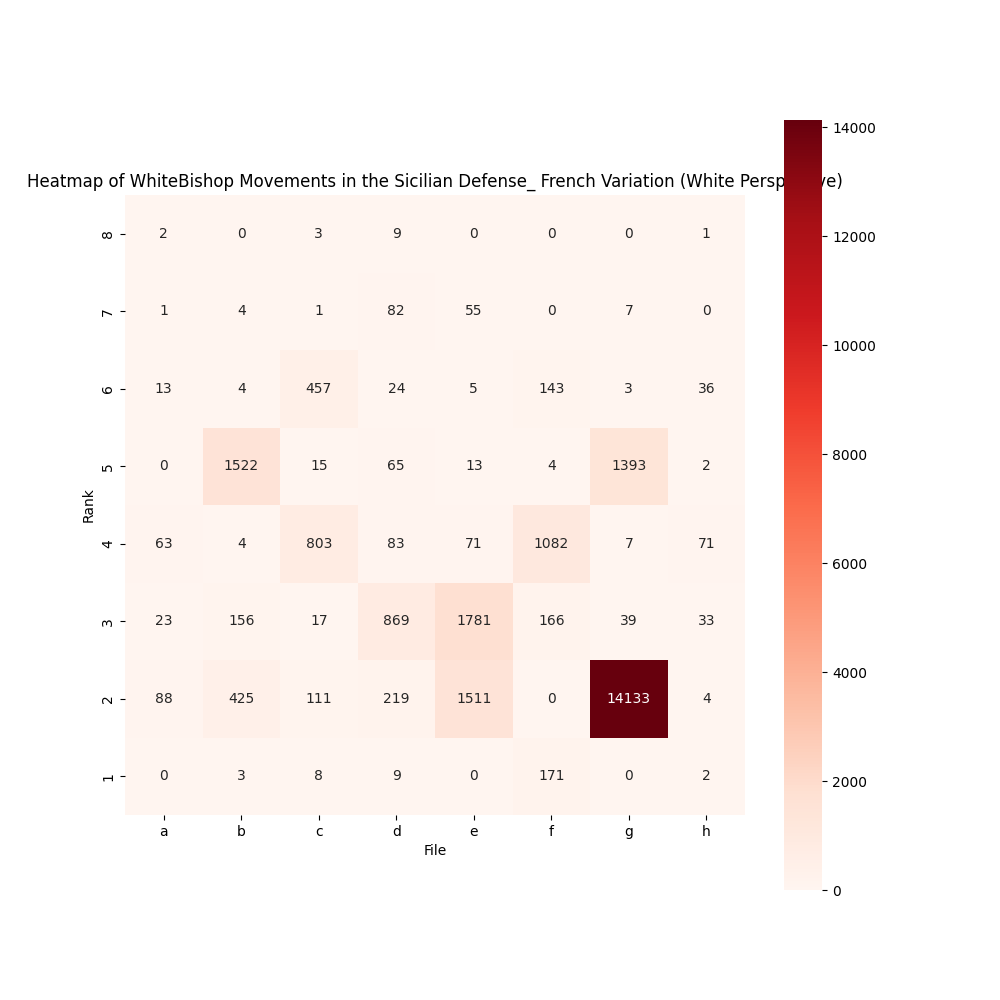 Heatmap of WhiteBishop Movements in the Sicilian Defense_ French Variation (White Persp ve)
14000
12000
10000
8000
6000
4000
2000
0
Rank
8 2 0 3 9 0 0 0 1
7 1 4 1 82 55 0 7 0
6 13 4 457 24 5 143 3 36
5 0 1522 15 65 13 4 1393 2
4 63 4 803 83 71 1082 7 71
3 23 156 17 869 1781 166 39 33
2 88 425 111 219 1511 0 14133 4
1 0 3 8 9 0 171 0 2
a b c d e f g h
File